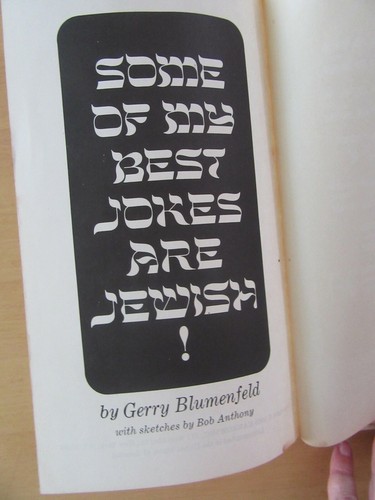 SOME
OF MY
BEST
JOKES
ARE
JEWISH
!
by Gerry Blumenfeld
with sketches by Bob Anthony